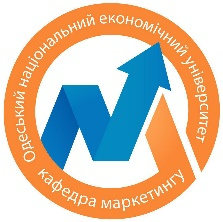 Одеський національний економічний університет
кафедра маркетингу